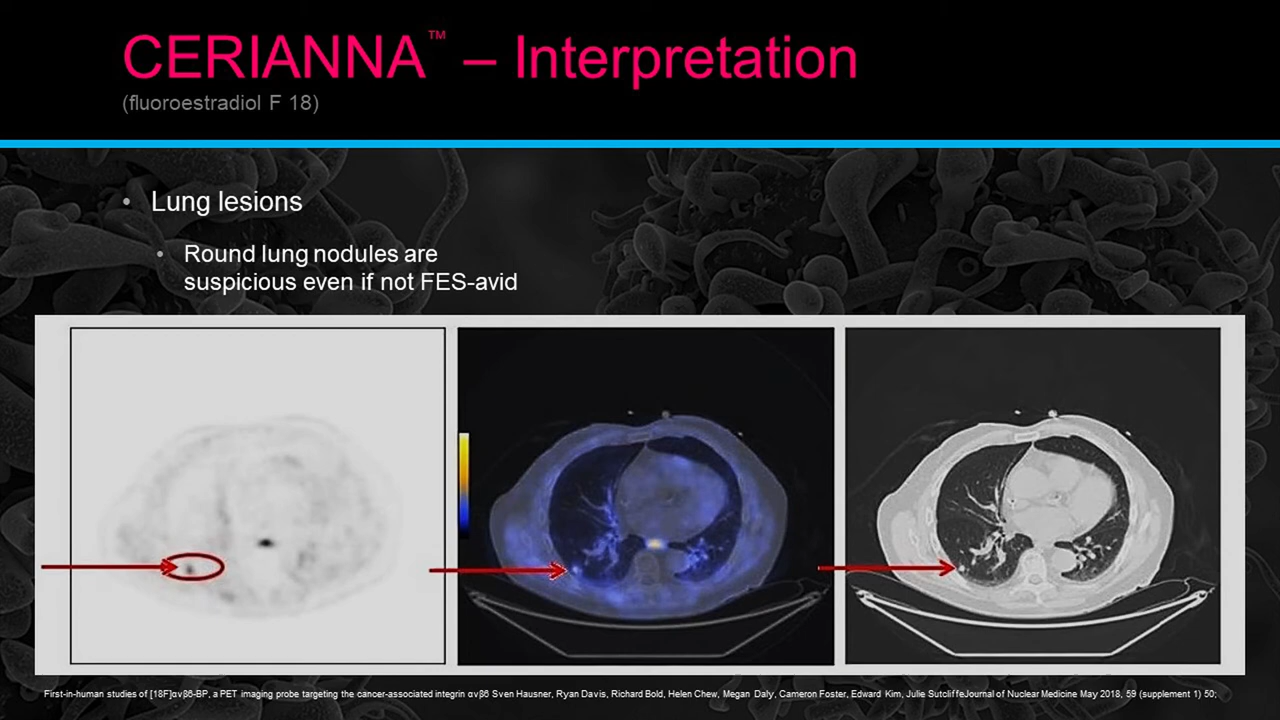 CERIANNA™ – Interpretation
(fluoroestradiol F 18)
• Lung lesions
• Round lung nodules are
suspicious even if not FES-avid
First-in-human studies of [18F]αvβ6-BP, a PET imaging probe targeting the cancer-associated integrin αvβ6 Sven Hausner, Ryan Davis, Richard Bold, Helen Chew, Megan Daly, Cameron Foster, Edward Kim, Julie SutcliffeJournal of Nuclear Medicine May 2018, 59 (supplement 1) 50;